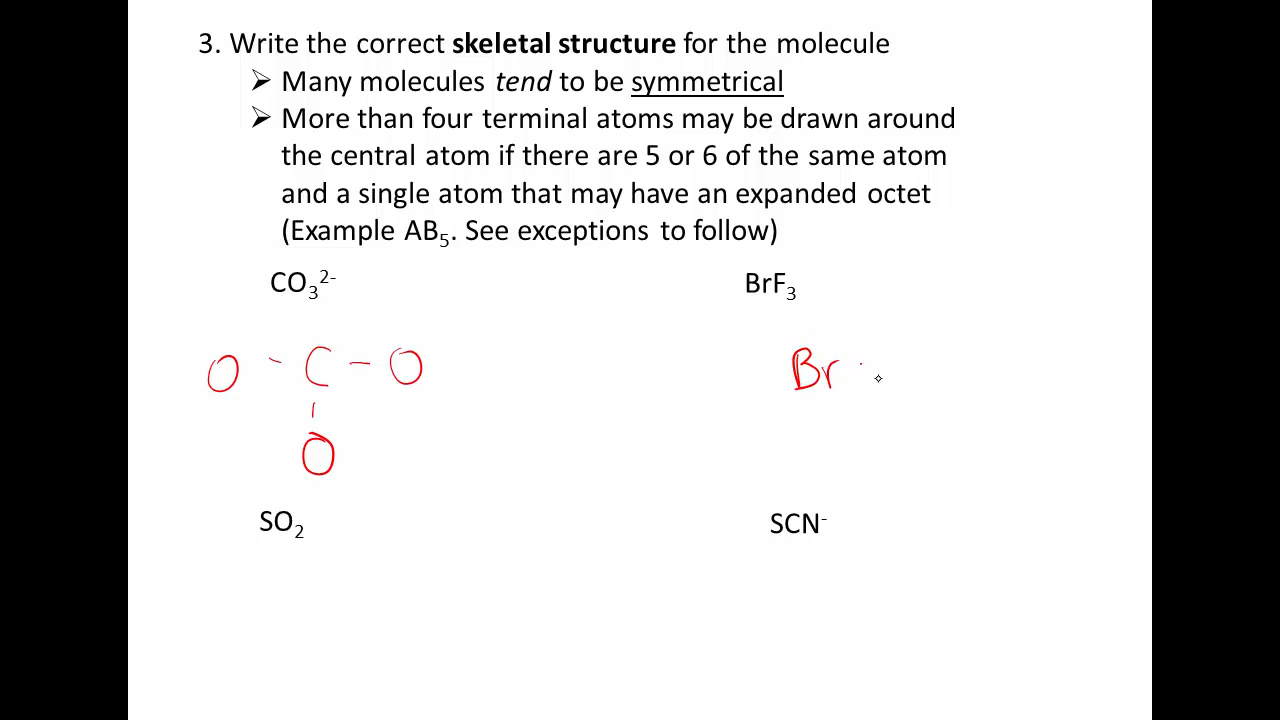 3. Write the correct skeletal structure for the molecule
➢ Many molecules tend to be symmetrical
➢ More than four terminal atoms may be drawn around
the central atom if there are 5 or 6 of the same atom
and a single atom that may have an expanded octet
(Example AB₅. See exceptions to follow)
CO₃²⁻ BrF₃
O - C - O Br
O
SO₂ SCN⁻